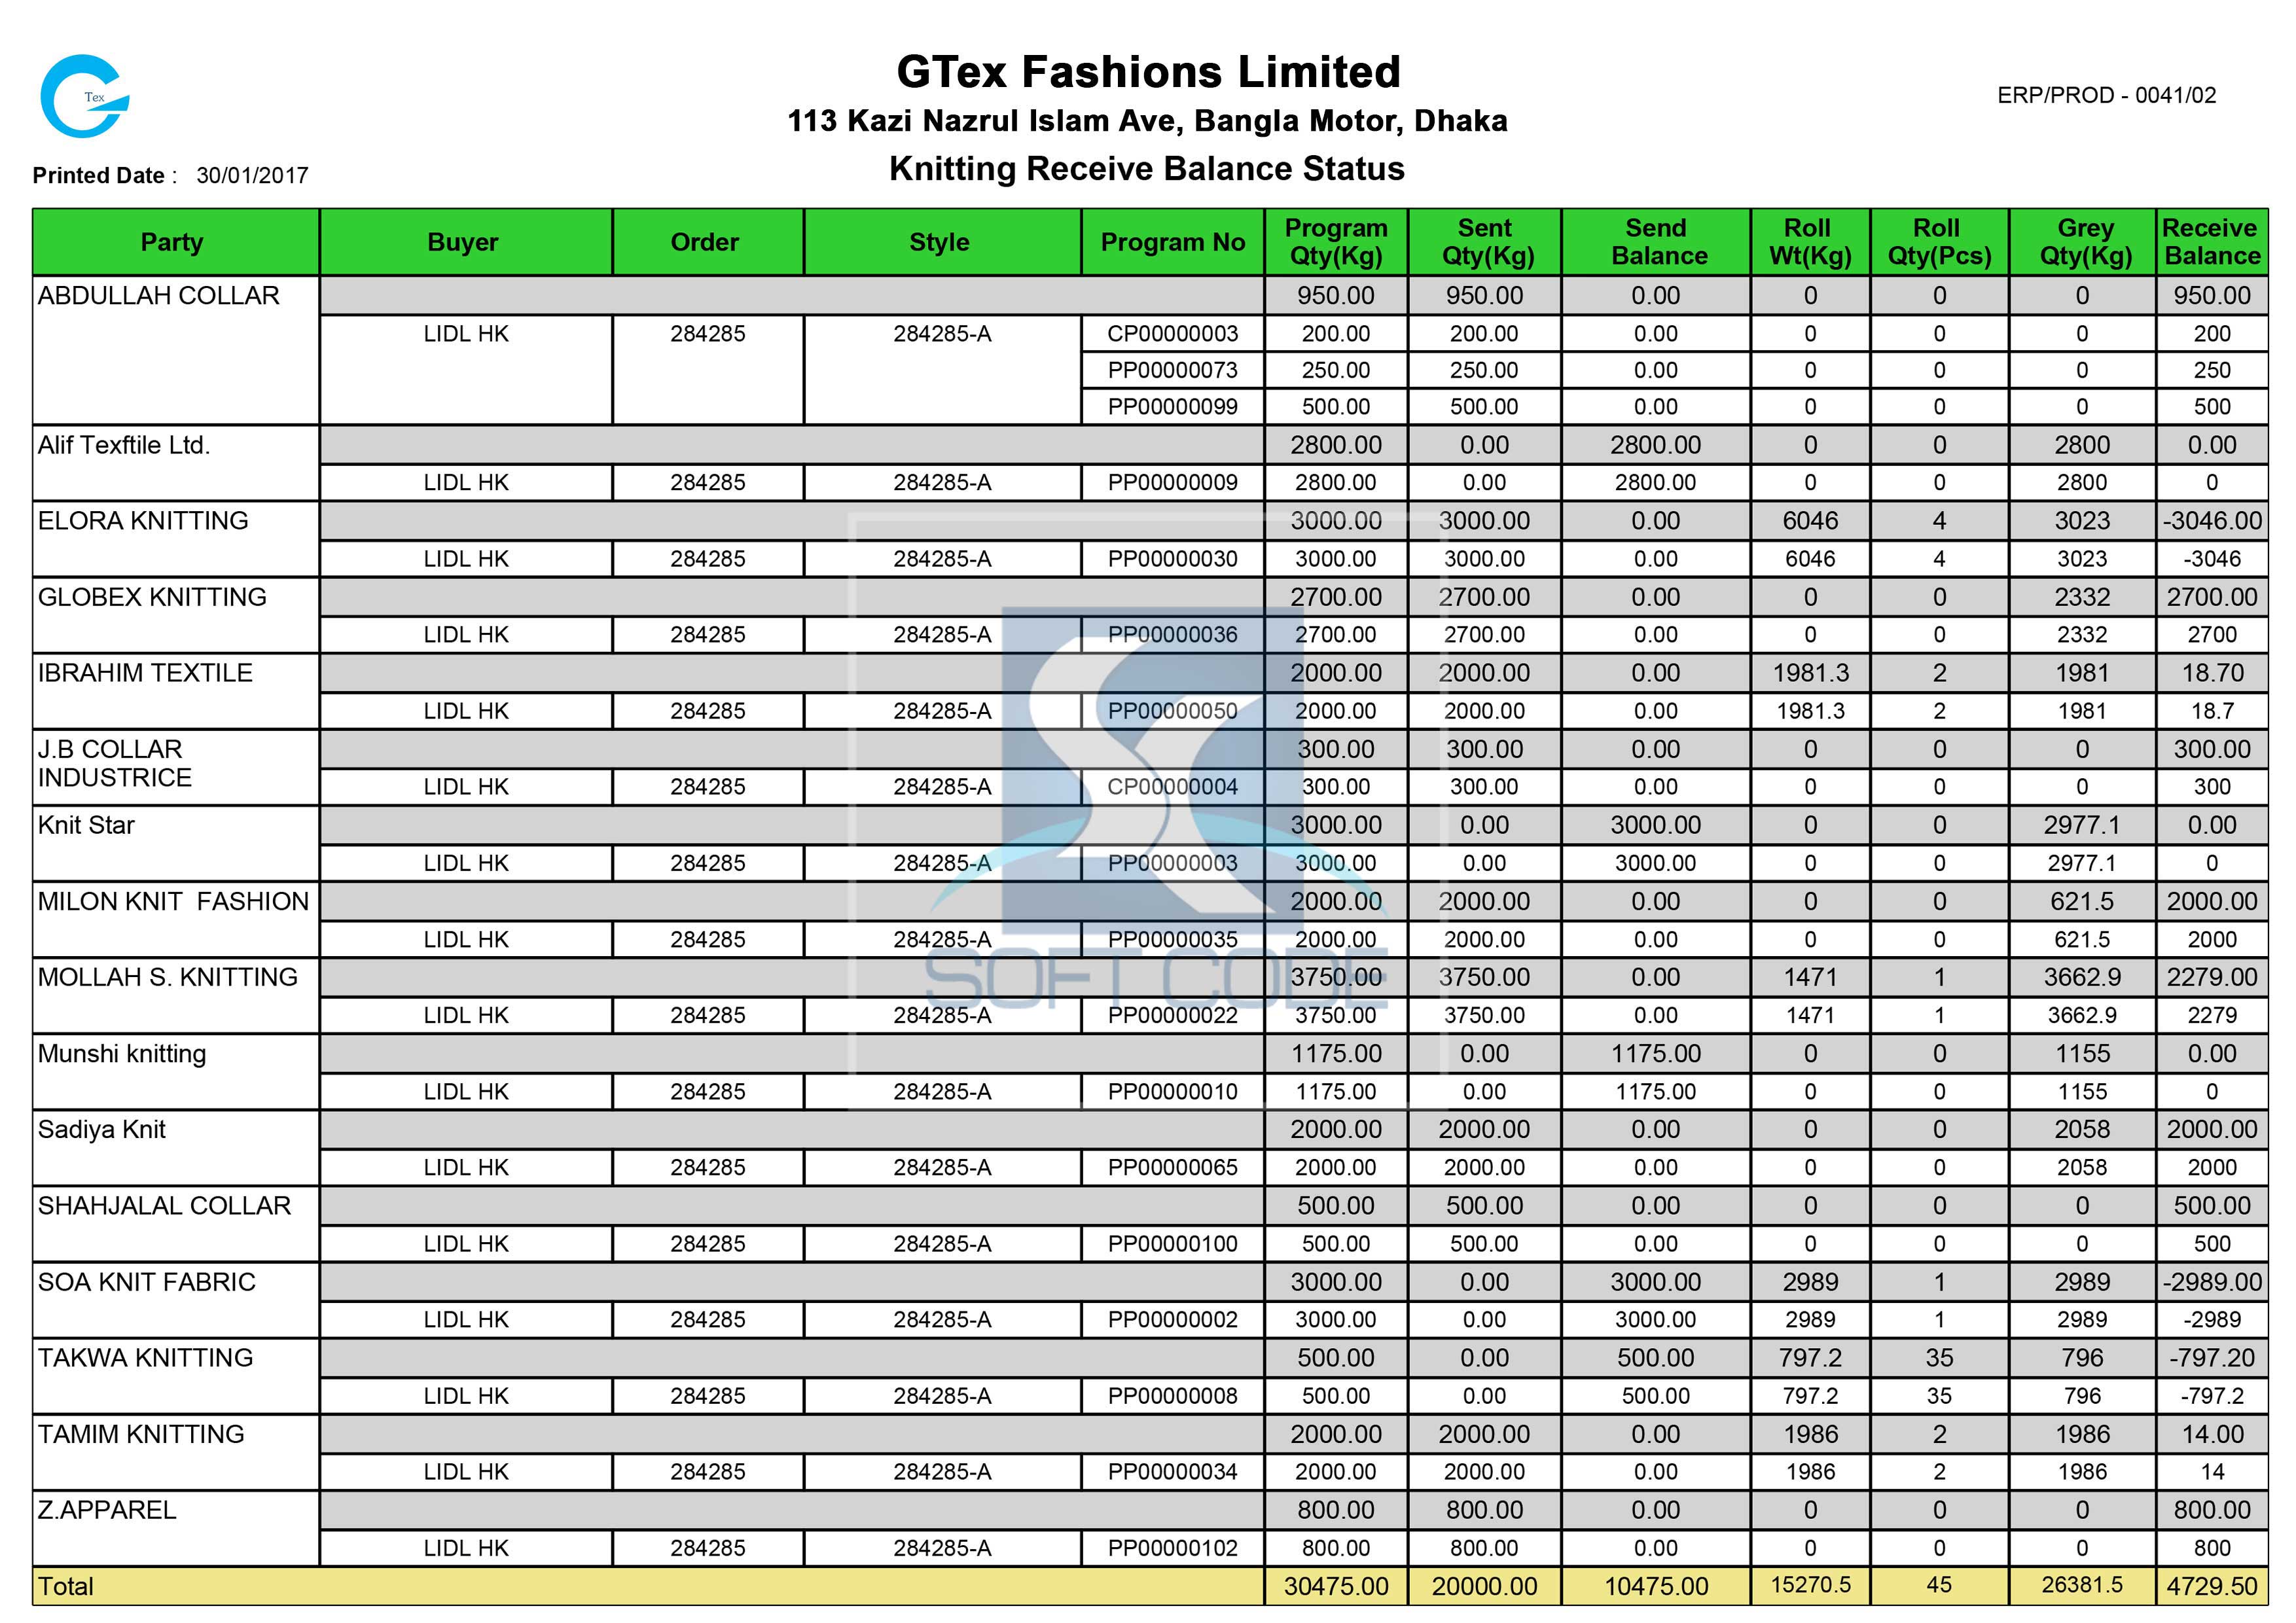 GTex Fashions Limited
Tex
ERP/PROD - 0041/02
113 Kazi Nazrul Islam Ave, Bangla Motor, Dhaka
Printed Date : 30/01/2017
Knitting Receive Balance Status
Party Buyer Order Style Program No Program Qty(Kg) Sent Qty(Kg) Send Balance Roll Wt(Kg) Roll Qty(Pcs) Grey Qty(Kg) Receive Balance
ABDULLAH COLLAR 950.00 950.00 0.00 0 0 0 950.00
LIDL HK 284285 284285-A CP00000003 200.00 200.00 0.00 0 0 0 200
PP00000073 250.00 250.00 0.00 0 0 0 250
PP00000099 500.00 500.00 0.00 0 0 0 500
Alif Texftile Ltd. 2800.00 0.00 2800.00 0 0 2800 0.00
LIDL HK 284285 284285-A PP00000009 2800.00 0.00 2800.00 0 0 2800 0
ELORA KNITTING 3000.00 3000.00 0.00 6046 4 3023 -3046.00
LIDL HK 284285 284285-A PP00000030 3000.00 3000.00 0.00 6046 4 3023 -3046
GLOBEX KNITTING 2700.00 2700.00 0.00 0 0 2332 2700.00
LIDL HK 284285 284285-A PP00000036 2700.00 2700.00 0.00 0 0 2332 2700
IBRAHIM TEXTILE 2000.00 2000.00 0.00 1981.3 2 1981 18.70
LIDL HK 284285 284285-A PP00000050 2000.00 2000.00 0.00 1981.3 2 1981 18.7
J.B COLLAR 300.00 300.00 0.00 0 0 0 300.00
INDUSTRICE LIDL HK 284285 284285-A CP00000004 300.00 300.00 0.00 0 0 0 300
Knit Star 3000.00 0.00 3000.00 0 0 2977.1 0.00
LIDL HK 284285 284285-A PP00000003 3000.00 0.00 3000.00 0 0 2977.1 0
MILON KNIT FASHION 2000.00 2000.00 0.00 0 0 621.5 2000.00
LIDL HK 284285 284285-A PP00000035 2000.00 2000.00 0.00 0 0 621.5 2000
SOFT CODE
MOLLAH S. KNITTING 3750.00 3750.00 0.00 1471 1 3662.9 2279.00
LIDL HK 284285 284285-A PP00000022 3750.00 3750.00 0.00 1471 1 3662.9 2279
Munshi knitting 1175.00 0.00 1175.00 0 0 1155 0.00
LIDL HK 284285 284285-A PP00000010 1175.00 0.00 1175.00 0 0 1155 0
Sadiya Knit 2000.00 2000.00 0.00 0 0 2058 2000.00
LIDL HK 284285 284285-A PP00000065 2000.00 2000.00 0.00 0 0 2058 2000
SHAHJALAL COLLAR 500.00 500.00 0.00 0 0 0 500.00
LIDL HK 284285 284285-A PP00000100 500.00 500.00 0.00 0 0 0 500
SOA KNIT FABRIC 3000.00 0.00 3000.00 2989 1 2989 -2989.00
LIDL HK 284285 284285-A PP00000002 3000.00 0.00 3000.00 2989 1 2989 -2989
TAKWA KNITTING 500.00 0.00 500.00 797.2 35 796 -797.20
LIDL HK 284285 284285-A PP00000008 500.00 0.00 500.00 797.2 35 796 -797.2
TAMIM KNITTING 2000.00 2000.00 0.00 1986 2 1986 14.00
LIDL HK 284285 284285-A PP00000034 2000.00 2000.00 0.00 1986 2 1986 14
Z.APPAREL 800.00 800.00 0.00 0 0 0 800.00
LIDL HK 284285 284285-A PP00000102 800.00 800.00 0.00 0 0 0 800
Total 30475.00 20000.00 10475.00 15270.5 45 26381.5 4729.50